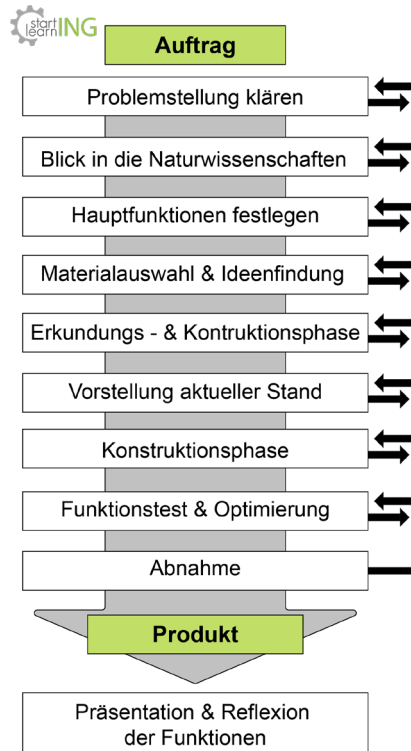 start
learnING
Auftrag
Problemstellung klären
Blick in die Naturwissenschaften
Hauptfunktionen festlegen
Materialauswahl & Ideenfindung
Erkundungs - & Kontruktionsphase
Vorstellung aktueller Stand
Konstruktionsphase
Funktionstest & Optimierung
Abnahme
Produkt
Präsentation & Reflexion
der Funktionen